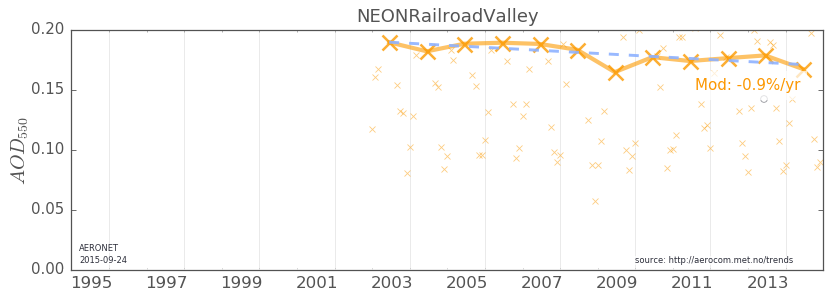 NEONRailroadValley
0.20
0.15
0.10
0.05
0.00
AOD550
Mod: -0.9%/yr
AERONET
2015-09-24
source: http://aerocom.met.no/trends
1995 1997 1999 2001 2003 2005 2007 2009 2011 2013